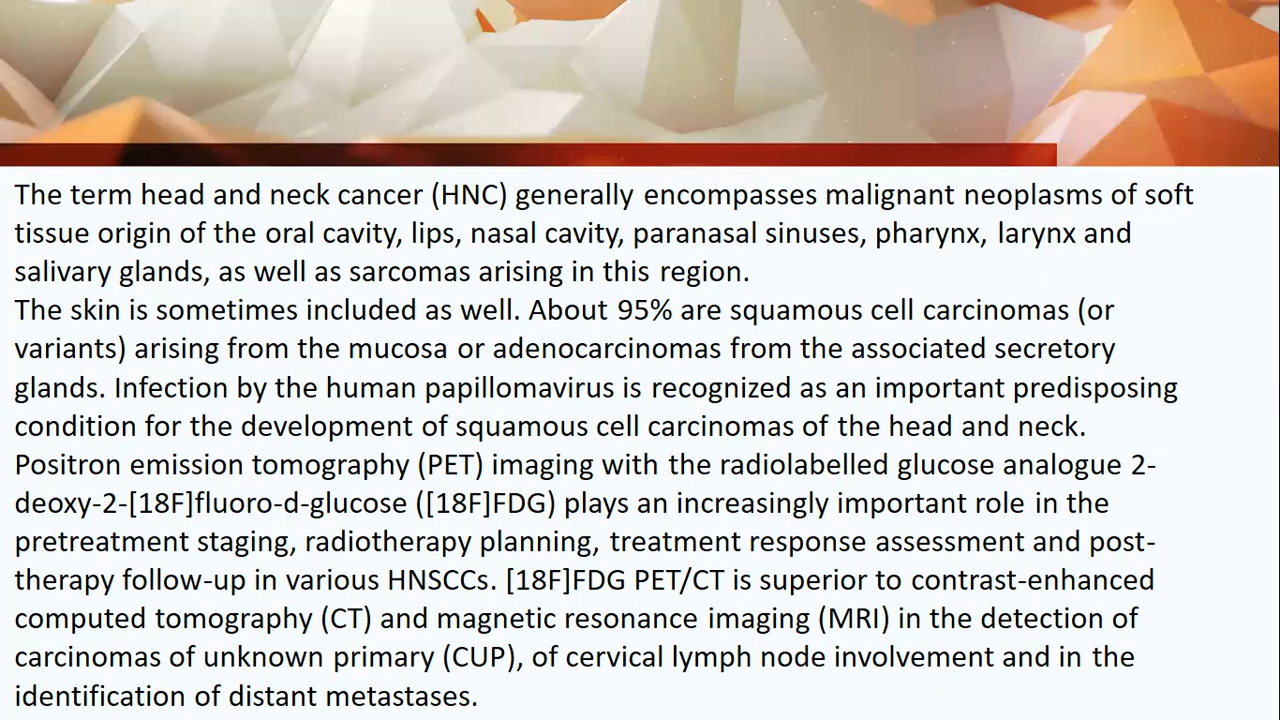 The term head and neck cancer (HNC) generally encompasses malignant neoplasms of soft
tissue origin of the oral cavity, lips, nasal cavity, paranasal sinuses, pharynx, larynx and
salivary glands, as well as sarcomas arising in this region.
The skin is sometimes included as well. About 95% are squamous cell carcinomas (or
variants) arising from the mucosa or adenocarcinomas from the associated secretory
glands. Infection by the human papillomavirus is recognized as an important predisposing
condition for the development of squamous cell carcinomas of the head and neck.
Positron emission tomography (PET) imaging with the radiolabelled glucose analogue 2-
deoxy-2-[18F]fluoro-d-glucose ([18F]FDG) plays an increasingly important role in the
pretreatment staging, radiotherapy planning, treatment response assessment and post-
therapy follow-up in various HNSCCs. [18F]FDG PET/CT is superior to contrast-enhanced
computed tomography (CT) and magnetic resonance imaging (MRI) in the detection of
carcinomas of unknown primary (CUP), of cervical lymph node involvement and in the
identification of distant metastases.